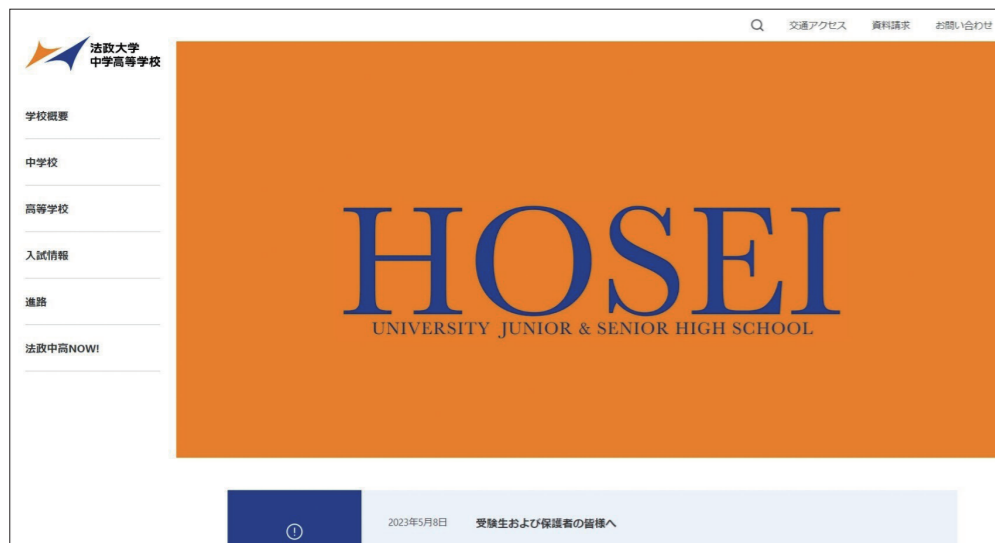 交通アクセス
資料請求
お問い合わせ
法政大学
中学高等学校
学校概要
中学校
高等学校
入試情報
進路
法政中高NOW!
HOSEI
UNIVERSITY JUNIOR & SENIOR HIGH SCHOOL
2023年5月8日 受験生および保護者の皆様へ